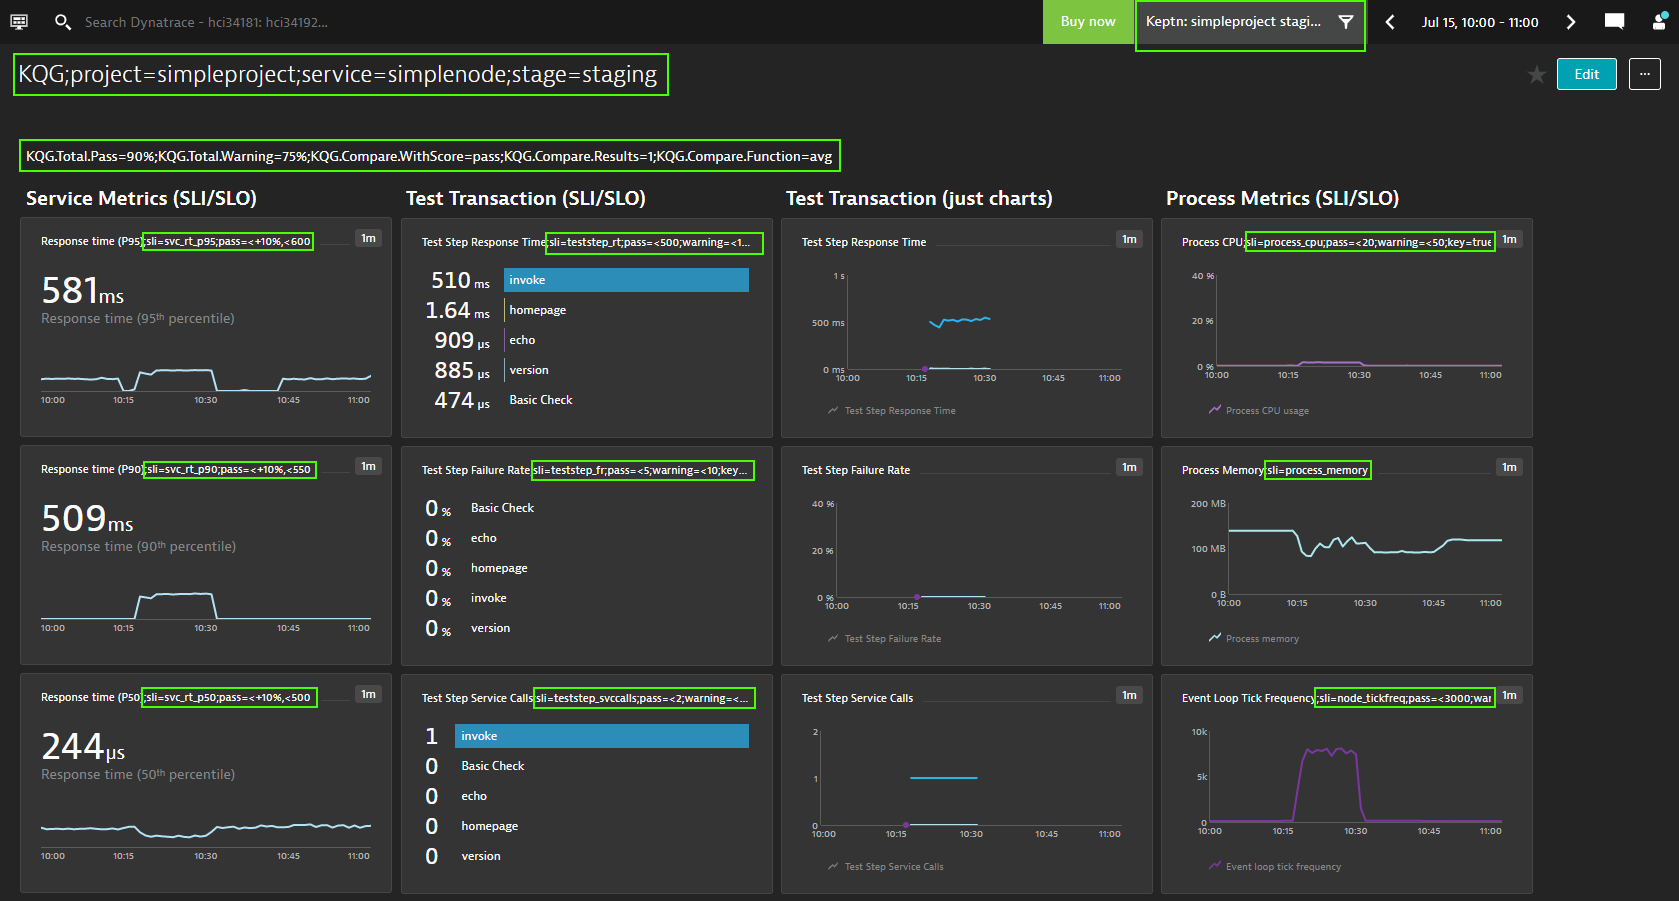 Search Dynatrace - hci34181: hci34192...
Buy now
Keptn: simpleproject stagi...
Jul 15, 10:00 - 11:00
KQG;project=simpleproject;service=simplenode;stage=staging
Edit
...
KQG.Total.Pass=90%;KQG.Total.Warning=75%;KQG.Compare.WithScore=pass;KQG.Compare.Results=1;KQG.Compare.Function=avg
Service Metrics (SLI/SLO)
Response time (P95);sli=svc_rt_p95;pass=<+10%,<600
1m
581ms
Response time (95th percentile)
10:00 10:15 10:30 10:45 11:00
Response time (P90);sli=svc_rt_p90;pass=<+10%,<550
1m
509ms
Response time (90th percentile)
10:00 10:15 10:30 10:45 11:00
Response time (P50);sli=svc_rt_p50;pass=<+10%,<500
1m
244µs
Response time (50th percentile)
10:00 10:15 10:30 10:45 11:00
Test Transaction (SLI/SLO)
Test Step Response Time;sli=teststep_rt;pass=<500;warning=<1...
510 ms invoke
1.64 ms homepage
909 µs echo
885 µs version
474 µs Basic Check
Test Step Failure Rate;sli=teststep_fr;pass=<5;warning=<10;key...
0 % Basic Check
0 % echo
0 % homepage
0 % invoke
0 % version
Test Step Service Calls;sli=teststep_svccalls;pass=<2;warning=<...
1 invoke
0 Basic Check
0 echo
0 homepage
0 version
Test Transaction (just charts)
Test Step Response Time
1m
1 s
500 ms
0 ms
10:00 10:15 10:30 10:45 11:00
Test Step Response Time
Test Step Failure Rate
1m
40 %
20 %
0 %
10:00 10:15 10:30 10:45 11:00
Test Step Failure Rate
Test Step Service Calls
1m
2
1
0
10:00 10:15 10:30 10:45 11:00
Test Step Service Calls
Process Metrics (SLI/SLO)
Process CPU;sli=process_cpu;pass=<20;warning=<50;key=true
1m
40 %
20 %
0 %
10:00 10:15 10:30 10:45 11:00
Process CPU usage
Process Memory;sli=process_memory
1m
200 MB
100 MB
0 B
10:00 10:15 10:30 10:45 11:00
Process memory
Event Loop Tick Frequency;sli=node_tickfreq;pass=<3000;war
1m
10k
5k
0
10:00 10:15 10:30 10:45 11:00
Event loop tick frequency